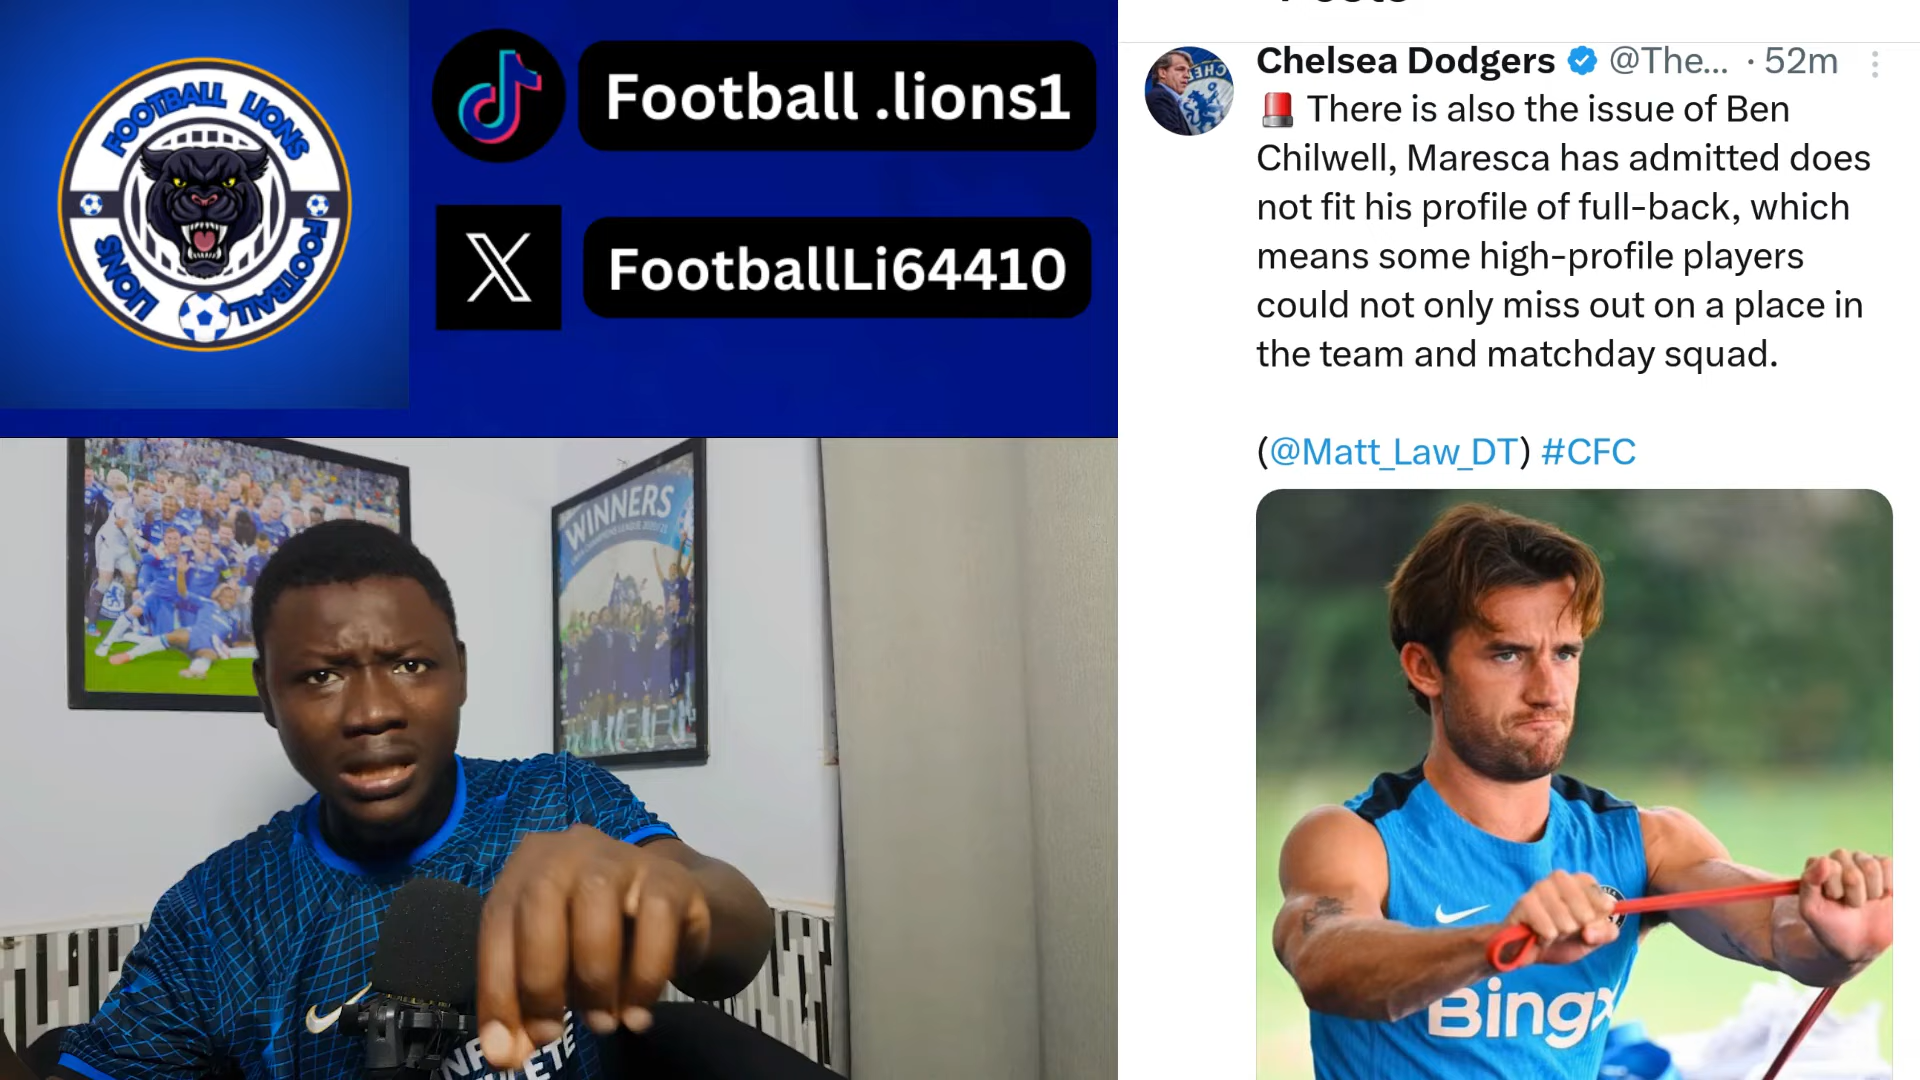 FOOTBALL LIONS
FOOTBALL
LIONS
Football .lions1
FootballLi64410
Chelsea Dodgers @The... · 52m
🚨 There is also the issue of Ben
Chilwell, Maresca has admitted does
not fit his profile of full-back, which
means some high-profile players
could not only miss out on a place in
the team and matchday squad.
(@Matt_Law_DT) #CFC
WINNERS
BingX